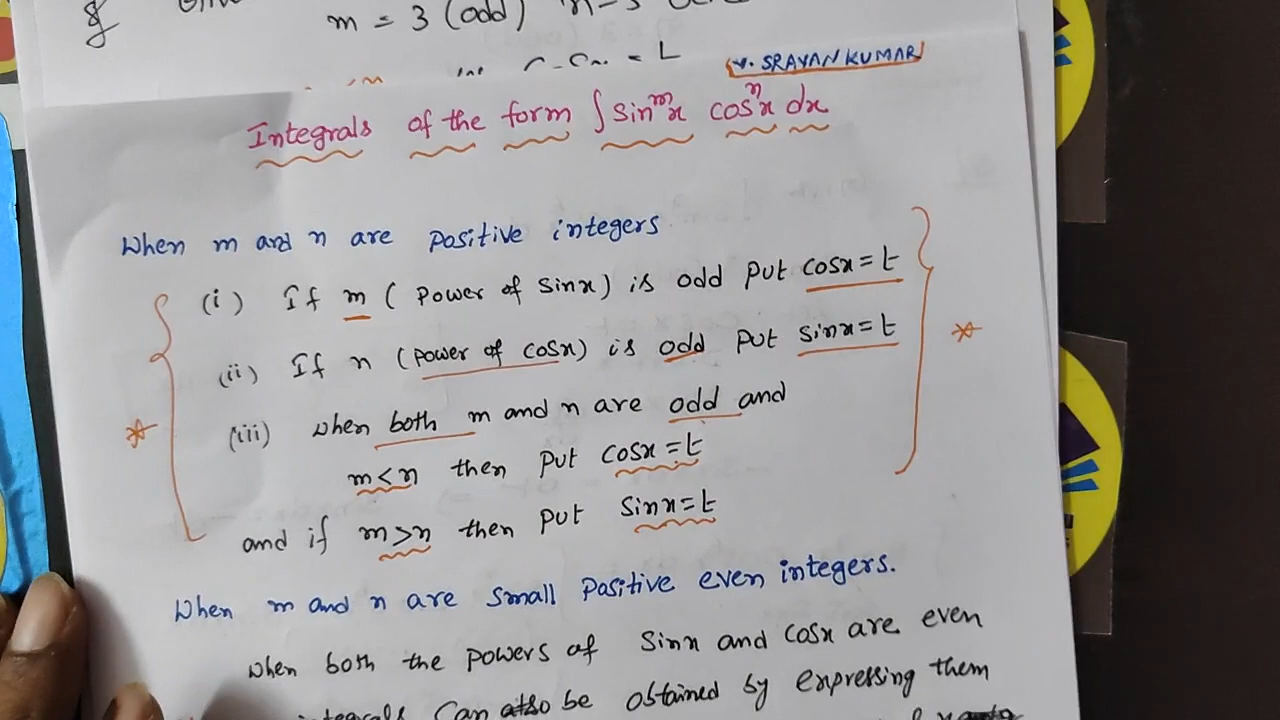 m = 3 (odd)
V. SRAVAN KUMAR
Integrals of the form ∫ sin^m x cos^n x dx
When m and n are positive integers
(i) If m ( Power of sinx) is odd put cosx = t
(ii) If n (power of cosx) is odd put sinx = t
(iii) when both m and n are odd and
m < n then put cosx = t
and if m > n then put sinx = t
When m and n are small positive even integers.
When both the powers of sinx and cosx are even
can also be obtained by expressing them